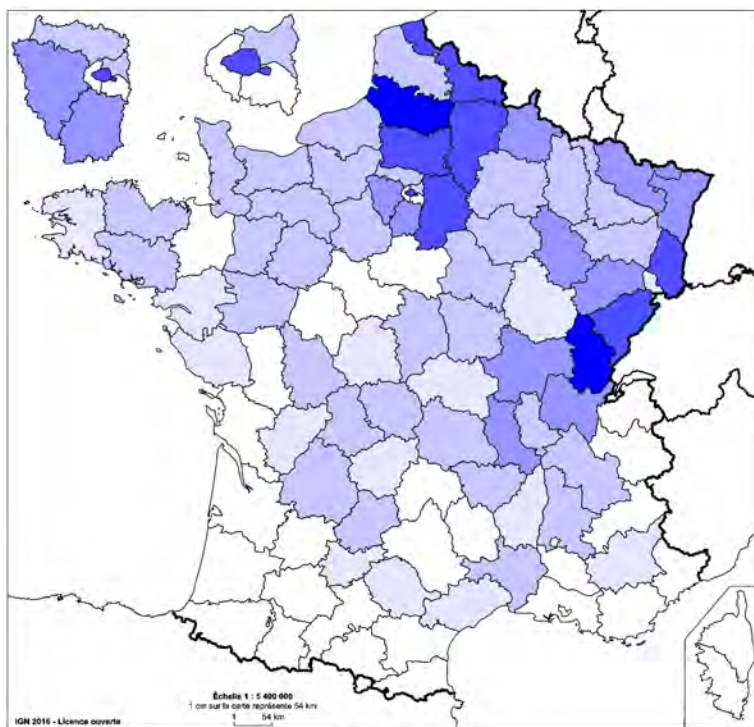 Échelle 1 : 5 400 000
1 cm sur la carte représente 54 km
1 54 km
IGN 2016 - Licence ouverte